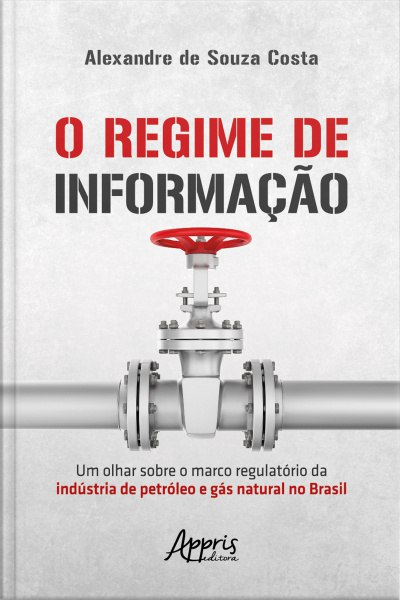 Alexandre de Souza Costa
O REGIME DE
INFORMAÇÃO
Um olhar sobre o marco regulatório da
indústria de petróleo e gás natural no Brasil
Appris
editora